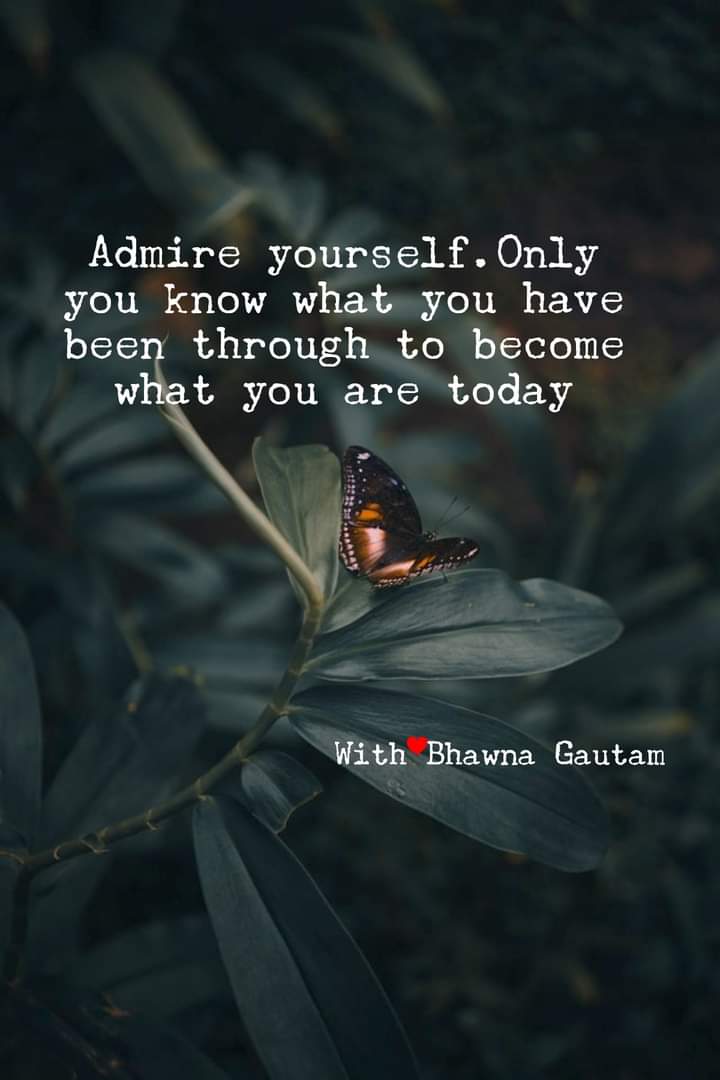 Admire yourself.Only
you know what you have
been through to become
what you are today
With❤Bhawna Gautam